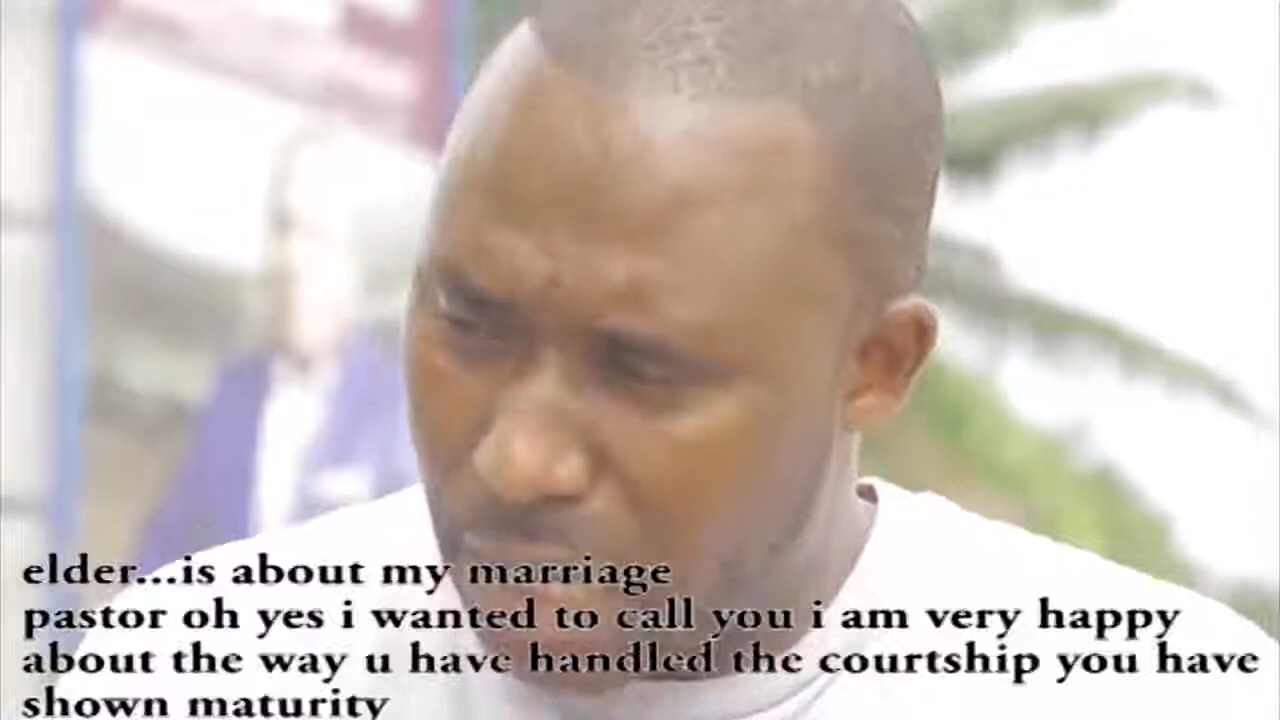 elder...is about my marriage
pastor oh yes i wanted to call you i am very happy
about the way u have handled the courtship you have
shown maturity